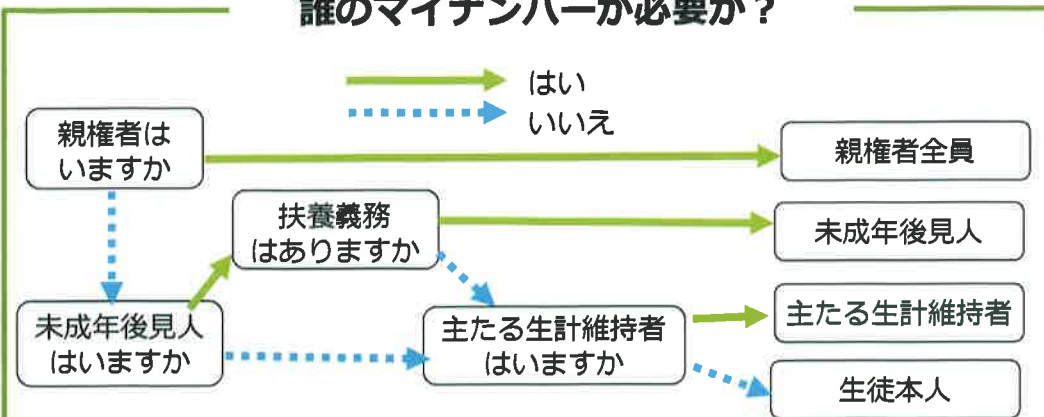 誰のマイナンバーが必要か？
はい
いいえ
親権者は
いますか
親権者全員
扶養義務
はありますか
未成年後見人
未成年後見人
はいますか
主たる生計維持者
はいますか
主たる生計維持者
生徒本人